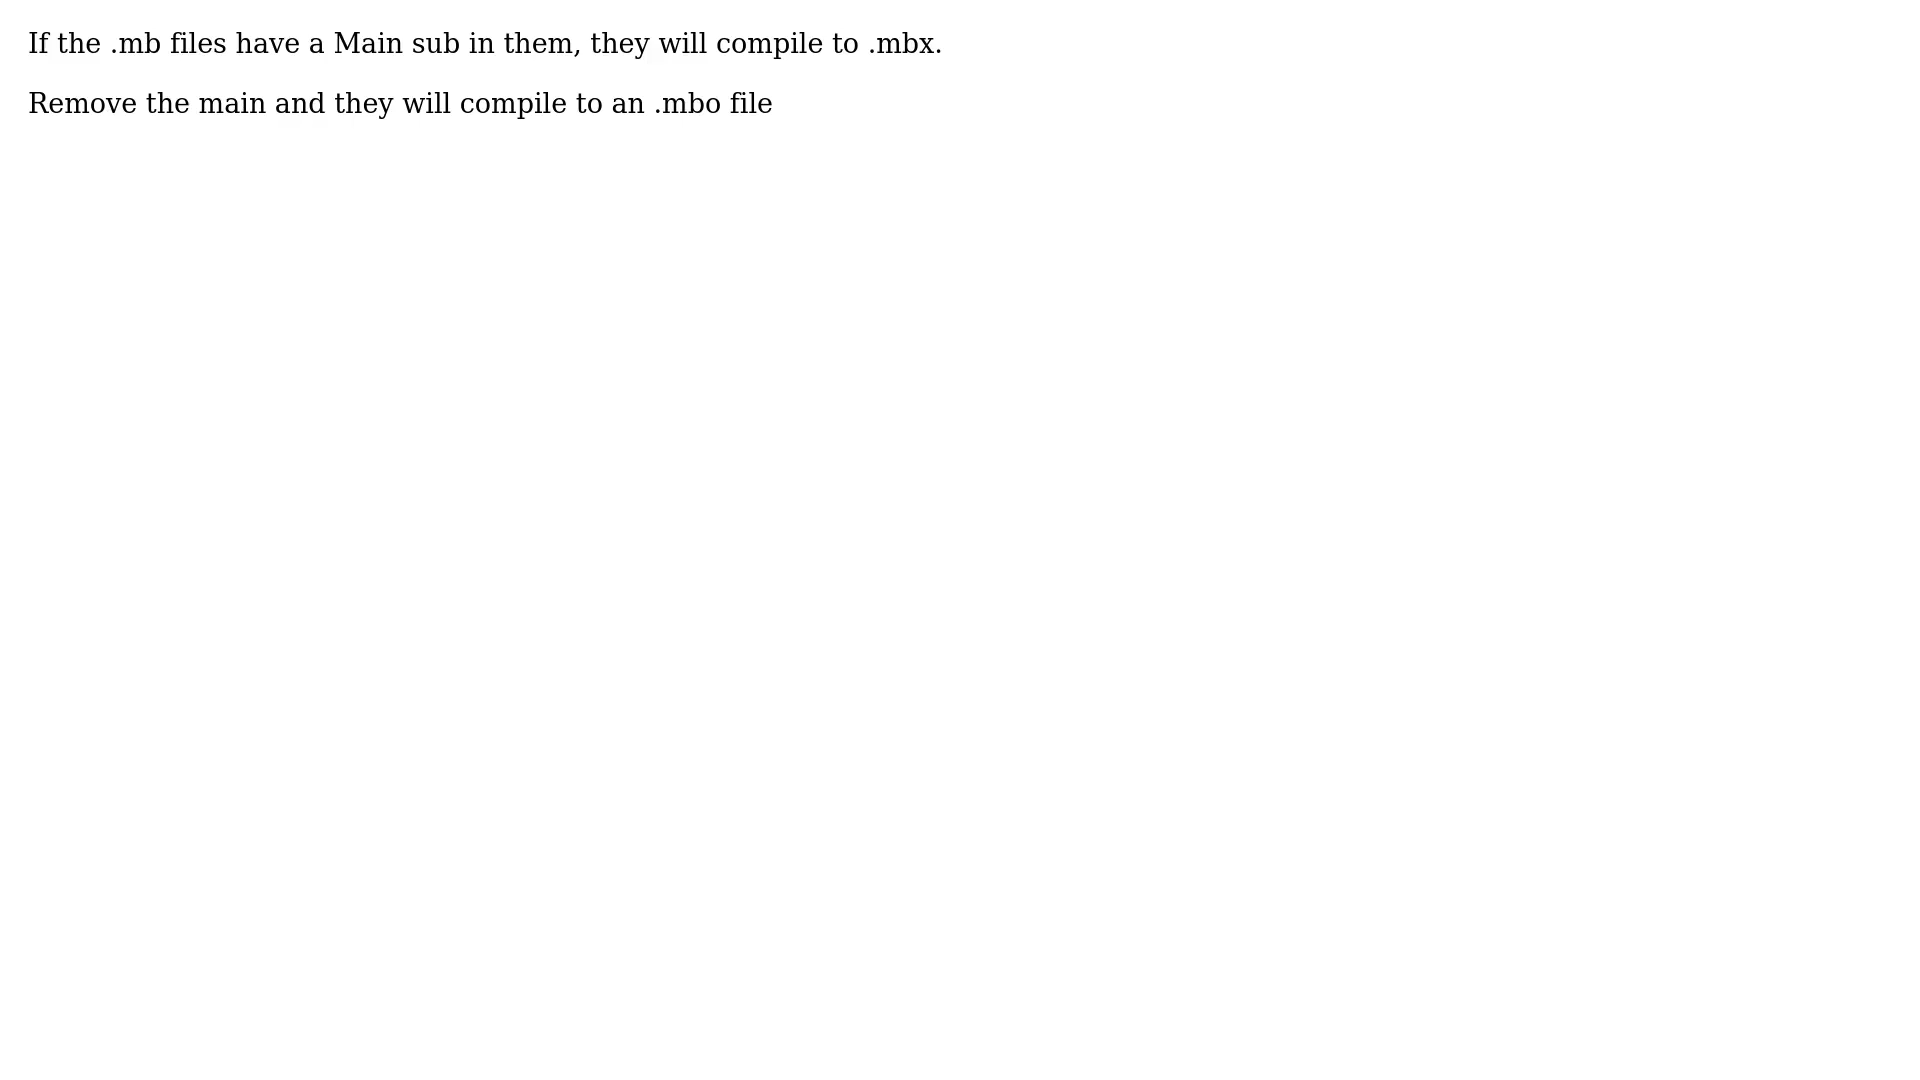 If the .mb files have a Main sub in them, they will compile to .mbx.
Remove the main and they will compile to an .mbo file